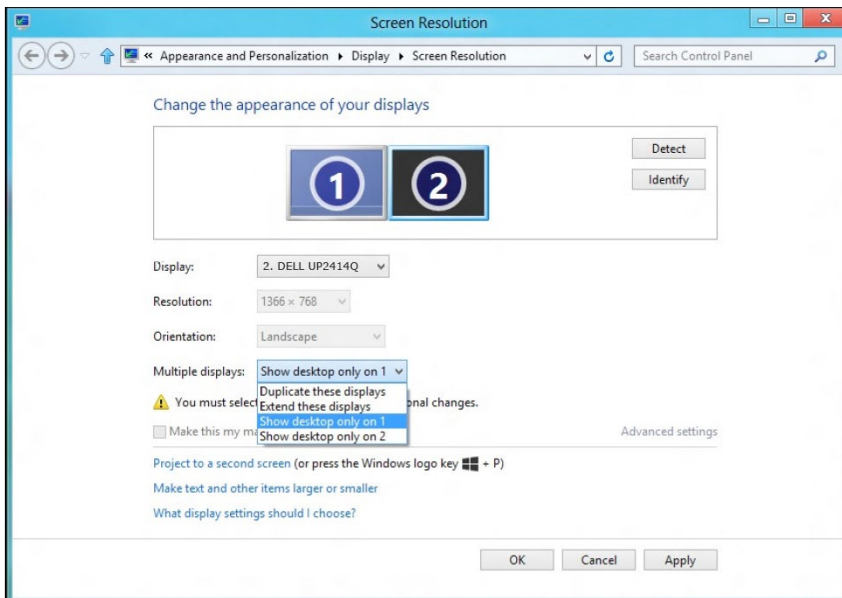 Screen Resolution
« Appearance and Personalization Display Screen Resolution
Search Control Panel
Change the appearance of your displays
1 2
Detect
Identify
Display: 2. DELL UP2414Q
Resolution: 1366 × 768
Orientation: Landscape
Multiple displays: Show desktop only on 1
Duplicate these displays
You must select
Extend these displays
onal changes.
Show desktop only on 1
Make this my ma
Show desktop only on 2
Advanced settings
Project to a second screen (or press the Windows logo key + P)
Make text and other items larger or smaller
What display settings should I choose?
OK Cancel Apply